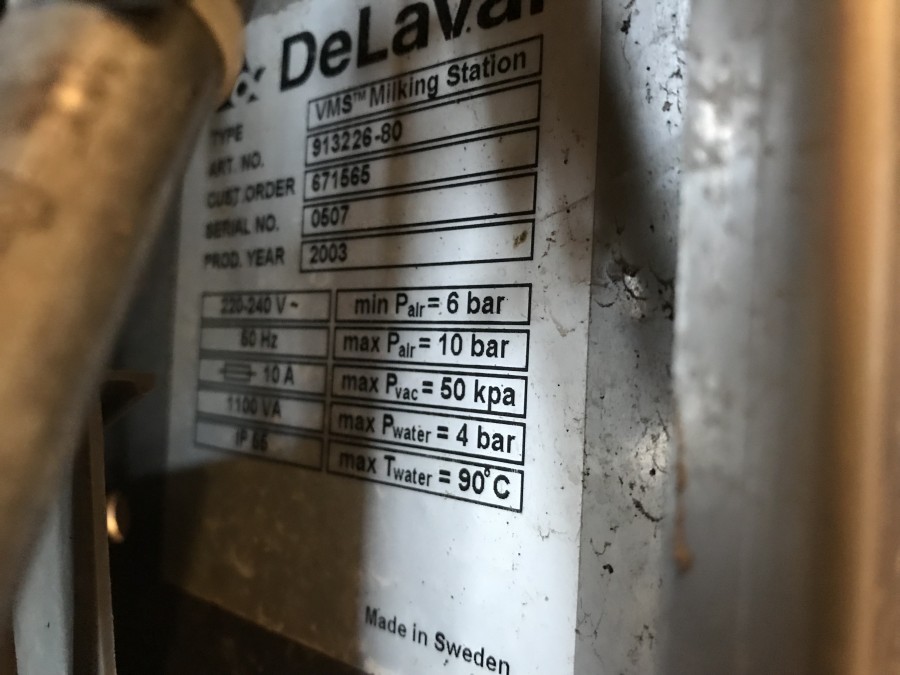 DeLaval
TYPE VMS™ Milking Station
ART. NO. 913226-80
CUST.ORDER 671565
SERIAL NO. 0507
PROD. YEAR 2003
220-240 V ~ min Pair = 6 bar
50 Hz max Pair = 10 bar
10 A max Pvac = 50 kpa
1100 VA max Pwater = 4 bar
IP max Twater = 90°C
Made in Sweden